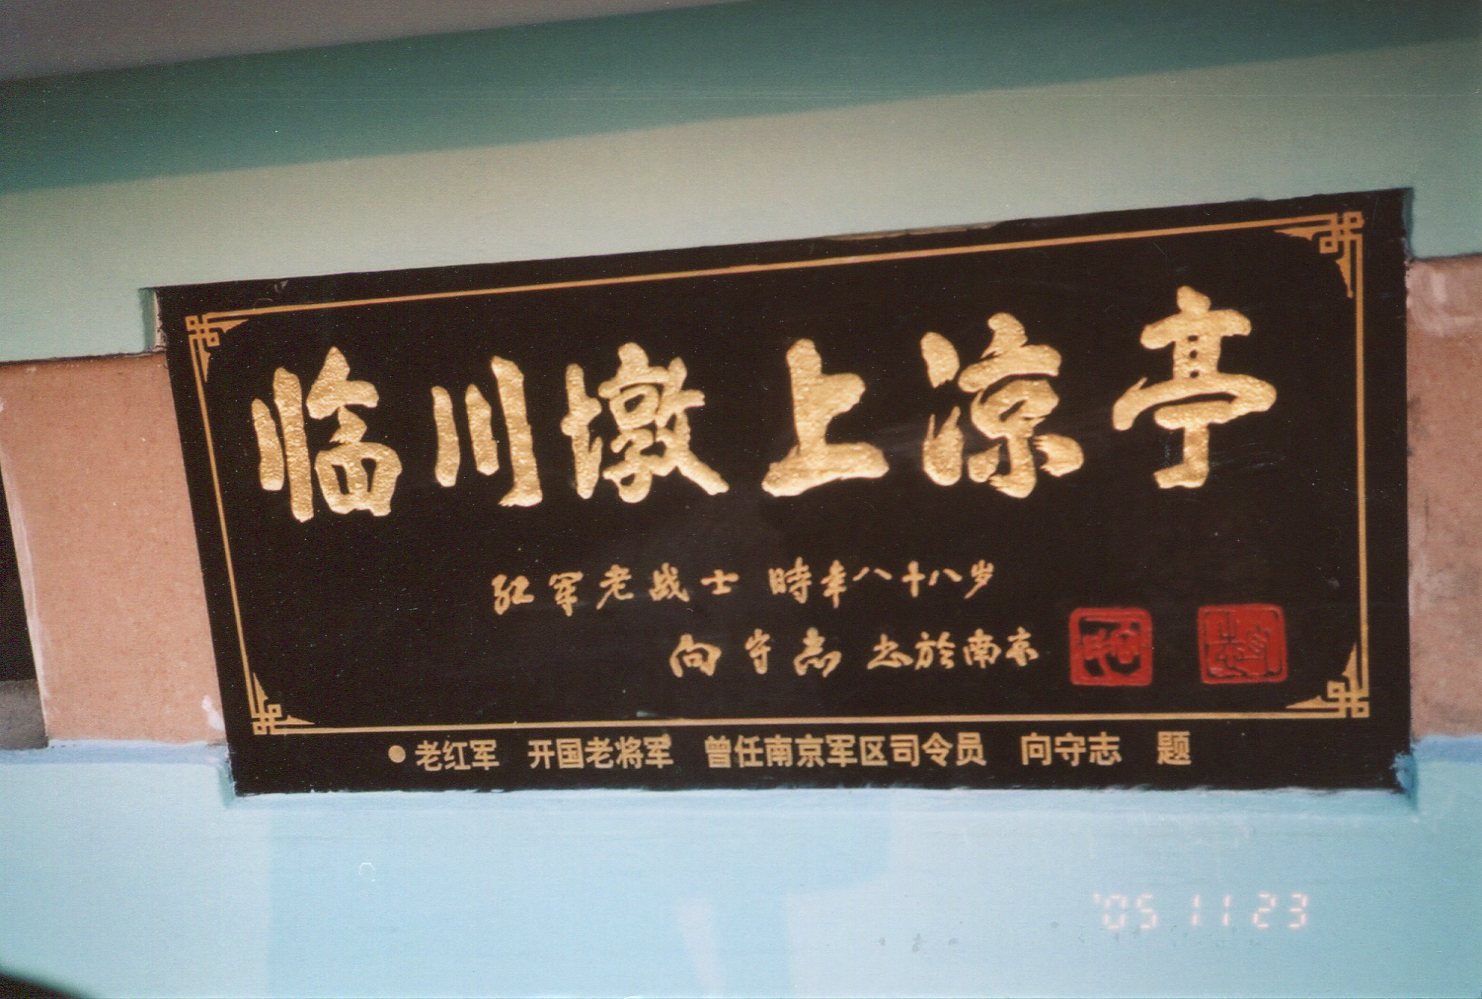 临川墩上凉亭
红军老战士 時年八十八岁
向守志 书於南京
老红军 开国老将军 曾任南京军区司令员 向守志 题
'05 11 23